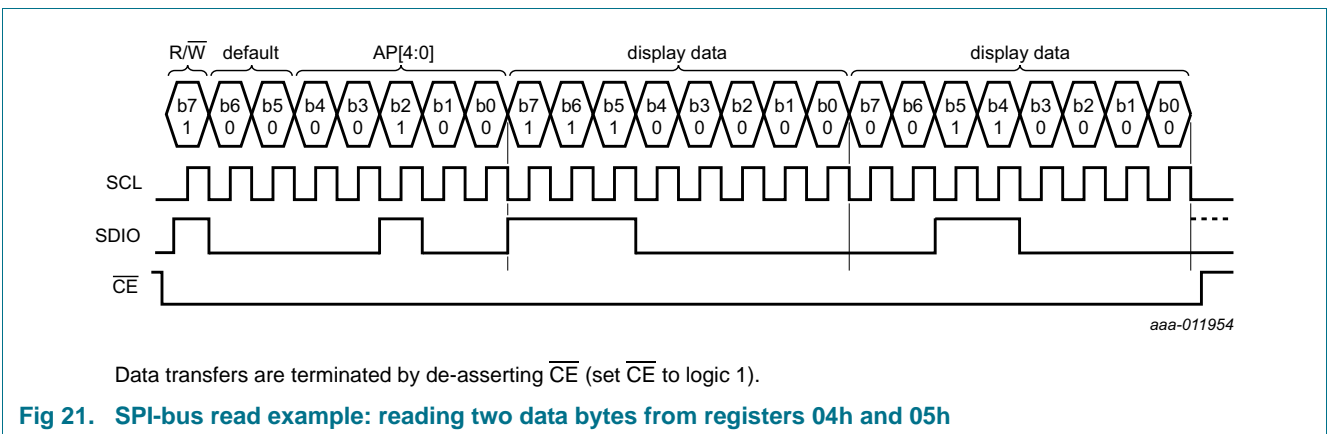 R/W̅ default AP[4:0] display data display data
b7 b6 b5 b4 b3 b2 b1 b0 b7 b6 b5 b4 b3 b2 b1 b0 b7 b6 b5 b4 b3 b2 b1 b0
1 0 0 0 0 1 0 0 1 1 1 0 0 0 0 0 0 0 1 1 0 0 0 0
SCL
SDIO
C̅E̅
aaa-011954
Data transfers are terminated by de-asserting C̅E̅ (set C̅E̅ to logic 1).
Fig 21. SPI-bus read example: reading two data bytes from registers 04h and 05h